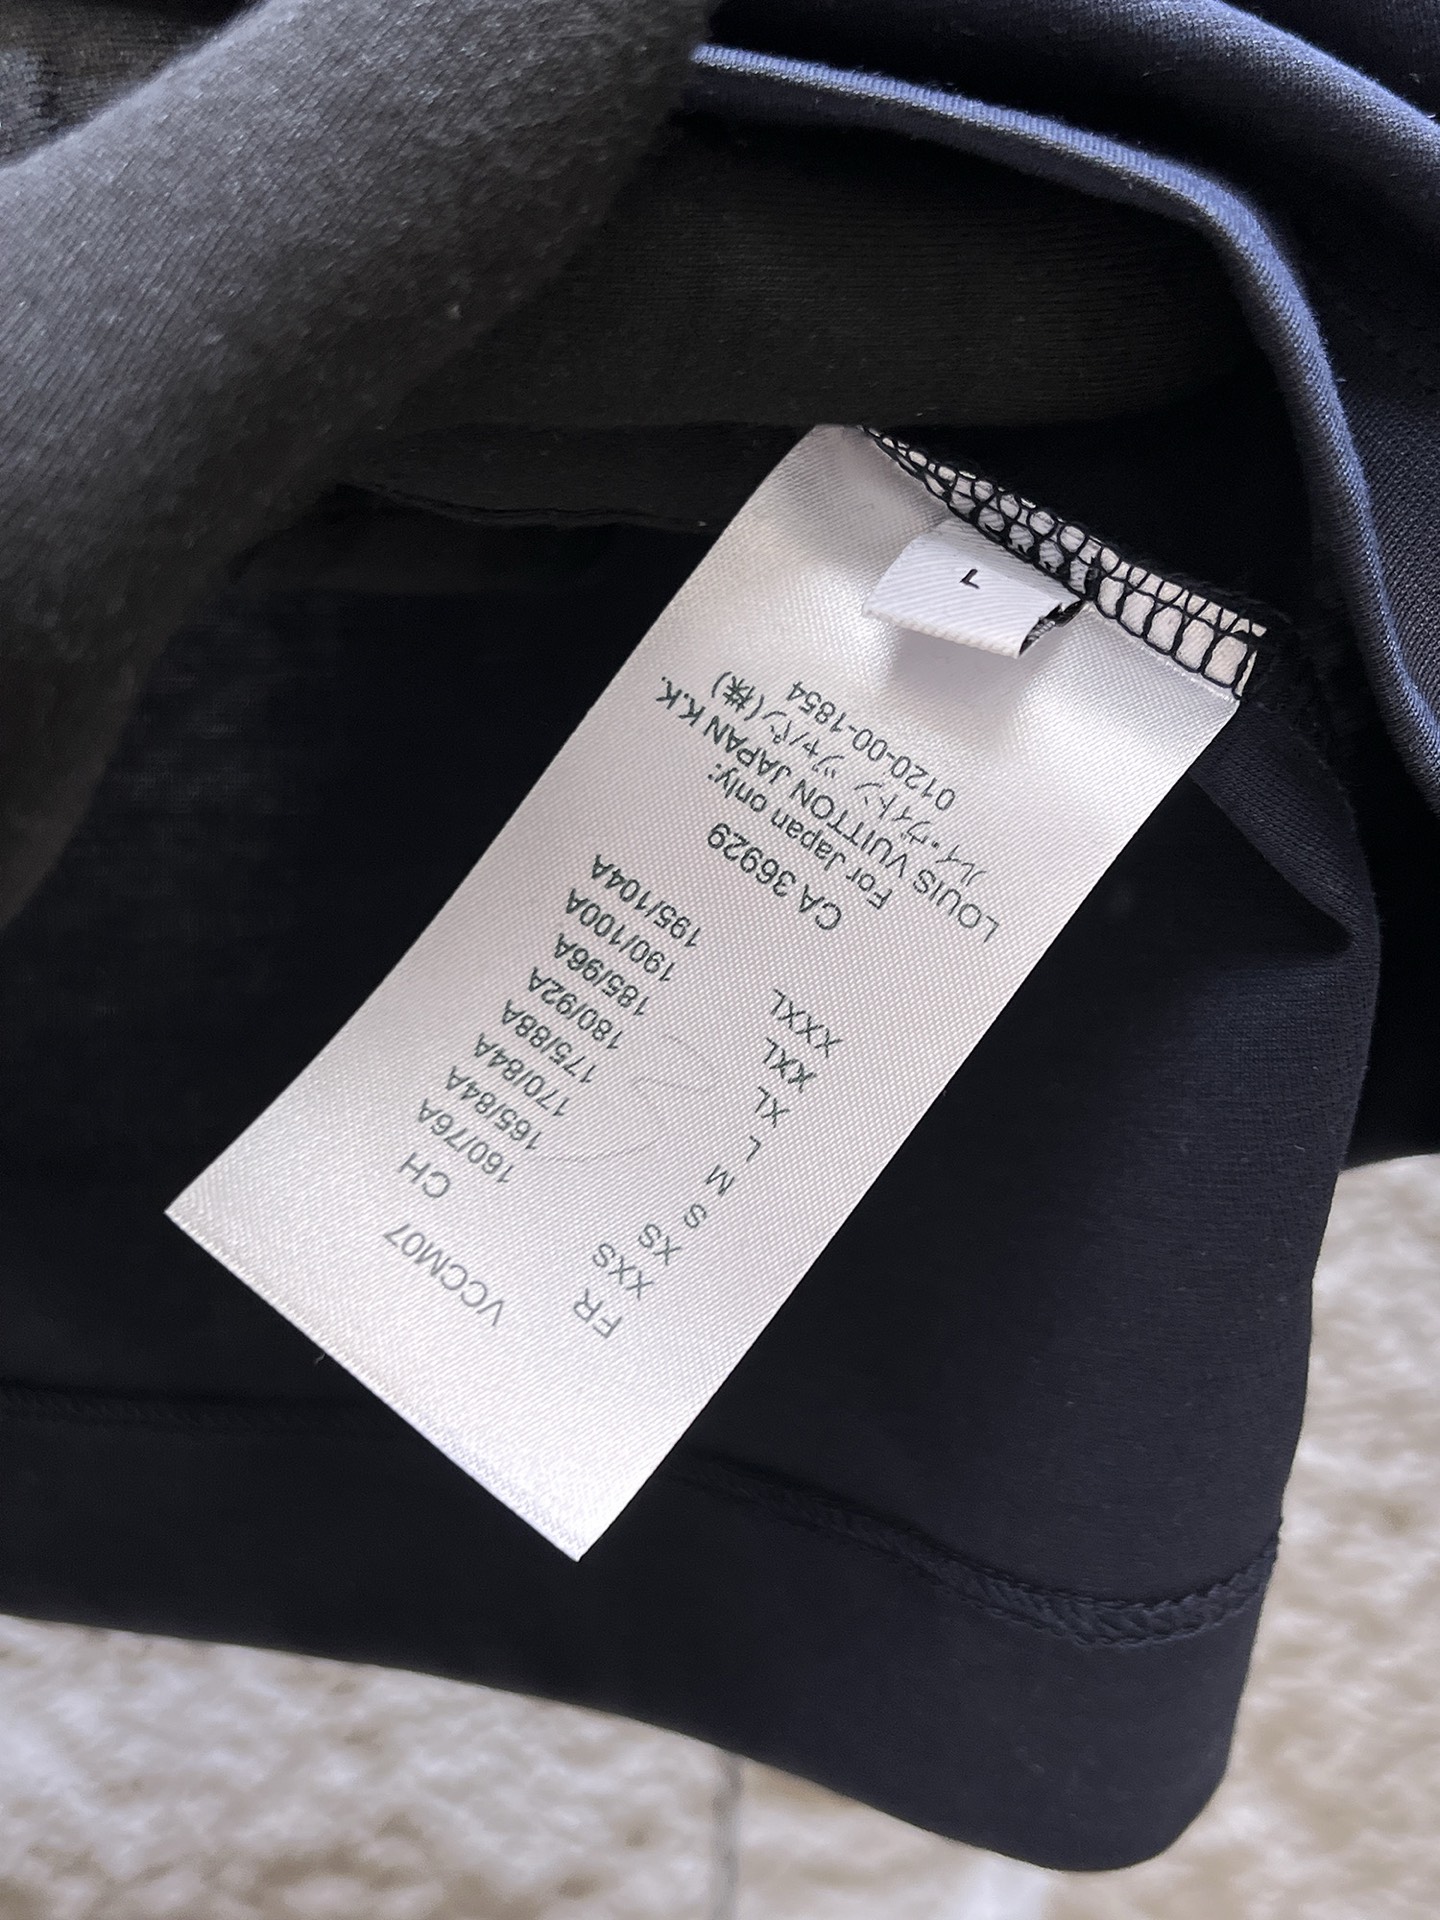 VCCM07
FR CH
XXS 160/76A
XS 165/84A
S 170/84A
M 175/88A
L 180/92A
XL 185/96A
XXL 190/100A
XXXL 195/104A
CA 36929
For Japan only:
LOUIS VUITTON JAPAN K.K.
ルイ・ヴィトン ジャパン(株)
0120-00-1854
L